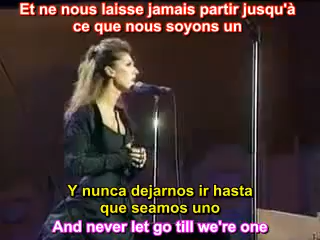 Et ne nous laisse jamais partir jusqu'à
ce que nous soyons un
Y nunca dejarnos ir hasta
que seamos uno
And never let go till we're one